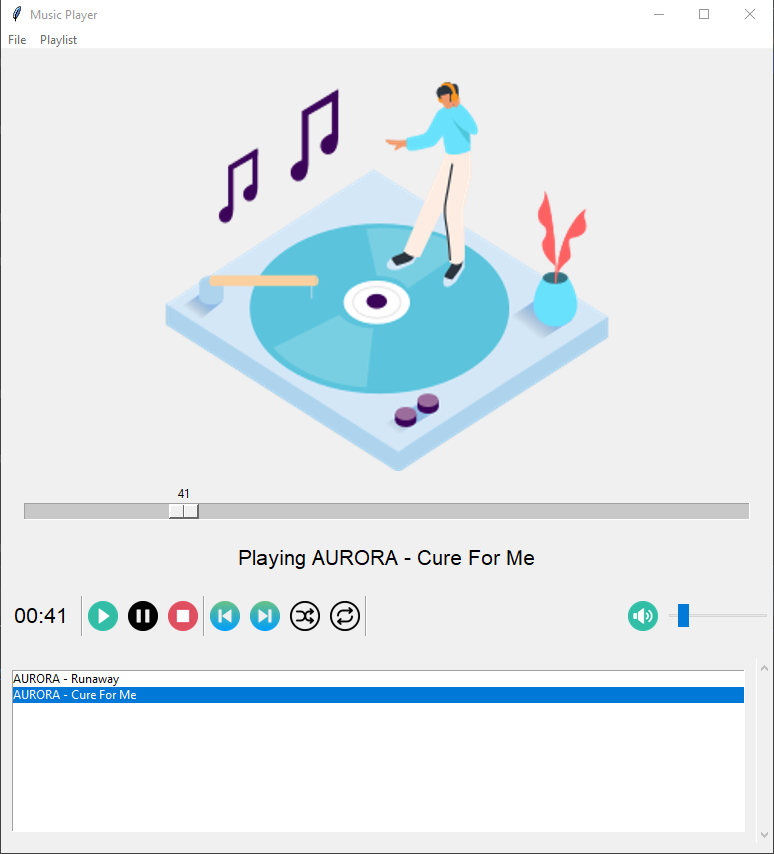 Music Player
File Playlist
41
Playing AURORA - Cure For Me
00:41
AURORA - Runaway
AURORA - Cure For Me